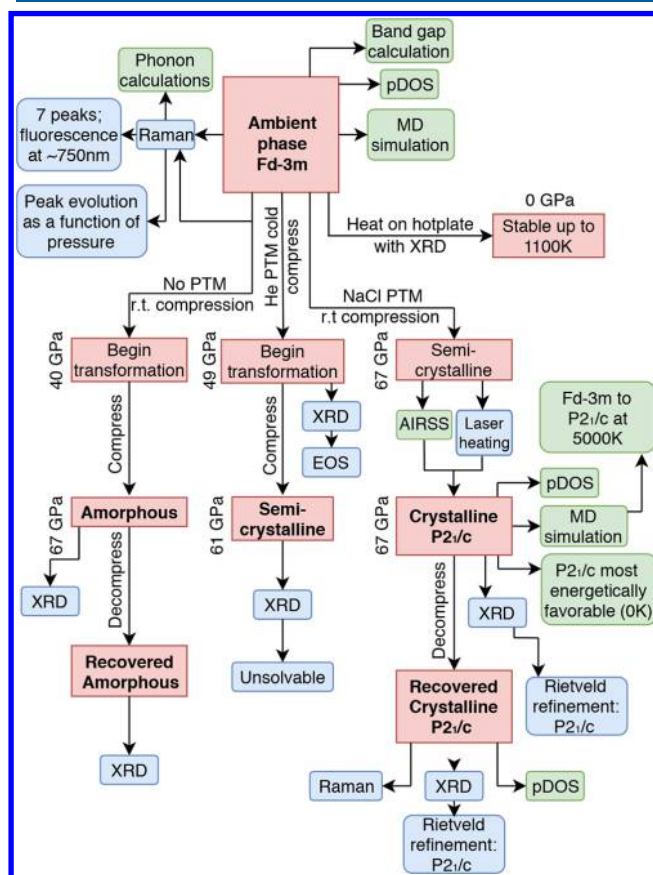 Band gap
calculation
Phonon
calculations
pDOS
7 peaks;
fluorescence
at ~750nm
Raman
Ambient
phase
Fd-3m
MD
simulation
Peak evolution
as a function of
pressure
0 GPa
Heat on hotplate
with XRD
Stable up to
1100K
He PTM cold
compress
No PTM
r.t. compression
NaCl PTM
r.t compression
40 GPa
Begin
transformation
49 GPa
Begin
transformation
67 GPa
Semi-
crystalline
Fd-3m to
P2₁/c at
5000K
XRD
AIRSS
Laser
heating
Compress
Compress
EOS
pDOS
67 GPa
Amorphous
61 GPa
Semi-
crystalline
67 GPa
Crystalline
P2₁/c
MD
simulation
P2₁/c most
energetically
favorable (0K)
XRD
Decompress
XRD
Decompress
XRD
Recovered
Amorphous
Unsolvable
Recovered
Crystalline
P2₁/c
Rietveld
refinement:
P2₁/c
XRD
Raman
XRD
pDOS
Rietveld
refinement:
P2₁/c